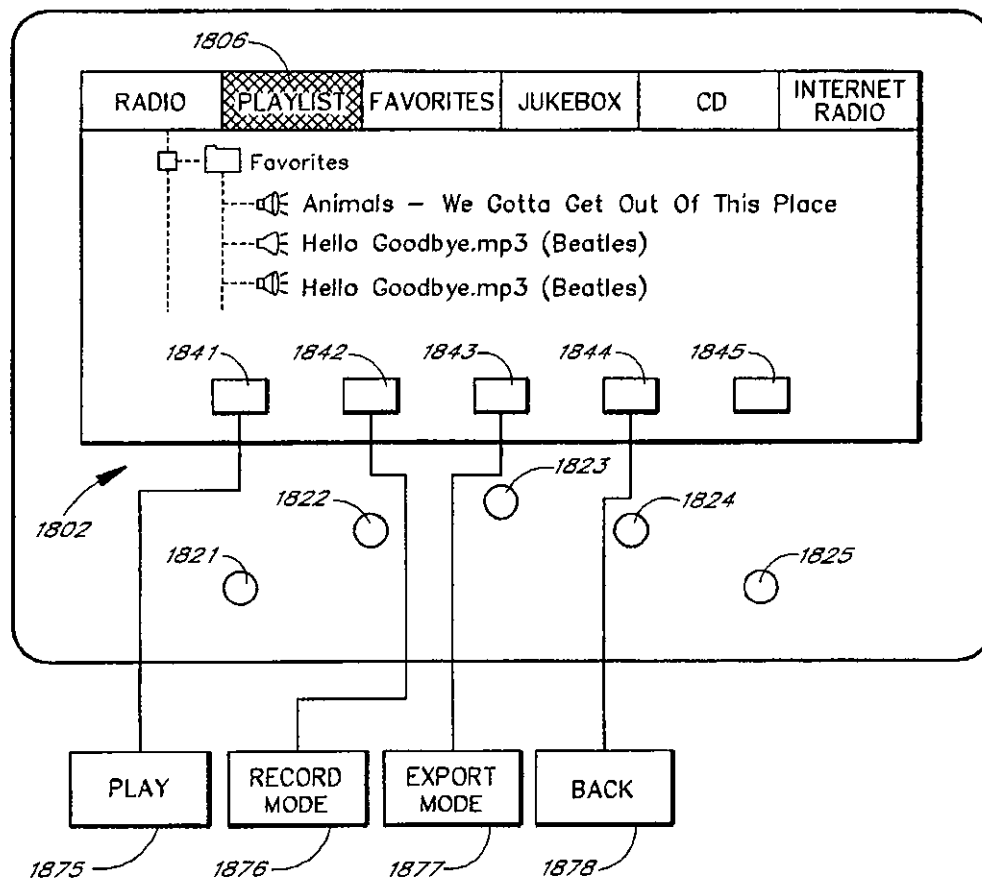 1806
RADIO PLAYLIST FAVORITES JUKEBOX CD INTERNET RADIO
Favorites
Animals - We Gotta Get Out Of This Place
Hello Goodbye.mp3 (Beatles)
Hello Goodbye.mp3 (Beatles)
1841 1842 1843 1844 1845
1802
1821
1822
1823
1824
1825
PLAY
RECORD MODE
EXPORT MODE
BACK
1875 1876 1877 1878